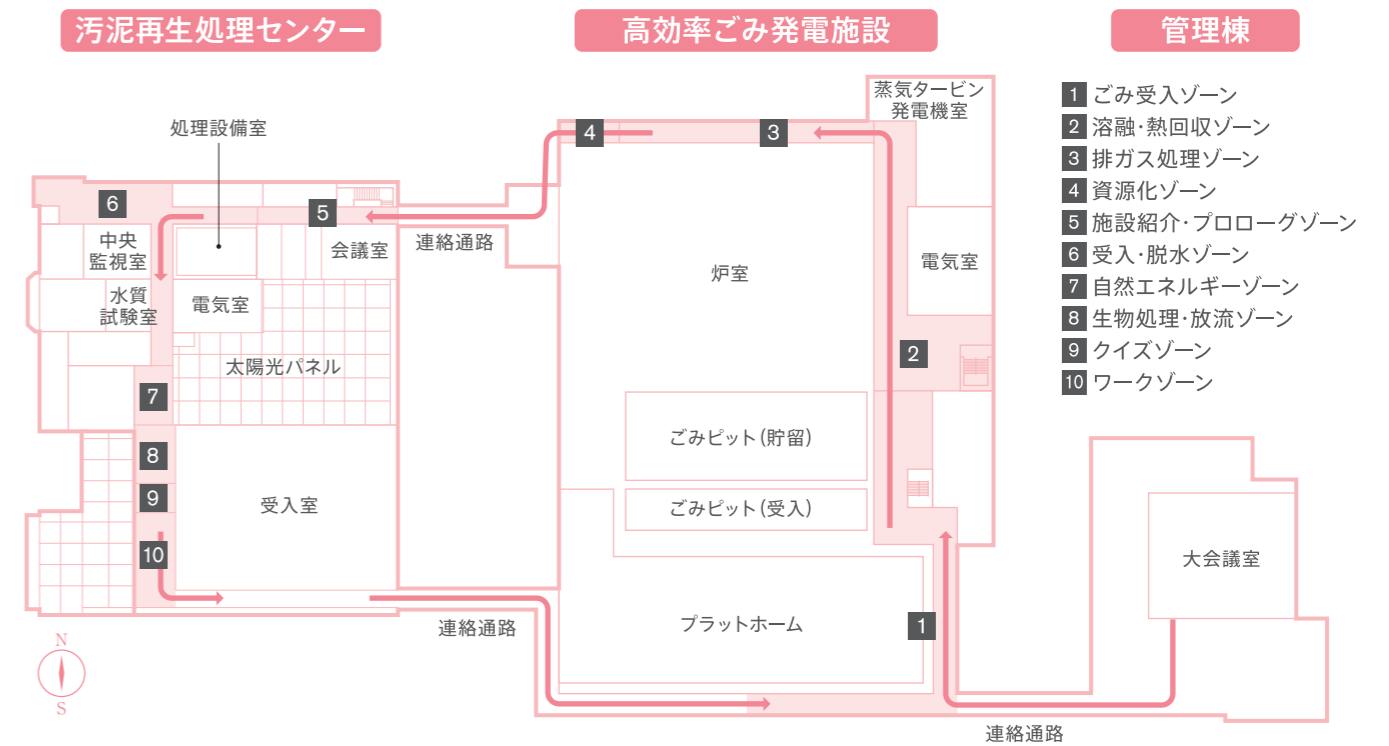 汚泥再生処理センター
高効率ごみ発電施設
管理棟
1 ごみ受入ゾーン
2 溶融・熱回収ゾーン
3 排ガス処理ゾーン
4 資源化ゾーン
5 施設紹介・プロローグゾーン
6 受入・脱水ゾーン
7 自然エネルギーゾーン
8 生物処理・放流ゾーン
9 クイズゾーン
10 ワークゾーン
蒸気タービン
発電機室
処理設備室
4
3
6
5
中央
監視室
会議室
連絡通路
炉室
電気室
水質
試験室
電気室
太陽光パネル
2
7
ごみピット(貯留)
8
9
受入室
ごみピット(受入)
10
大会議室
プラットホーム
1
連絡通路
N
S
連絡通路